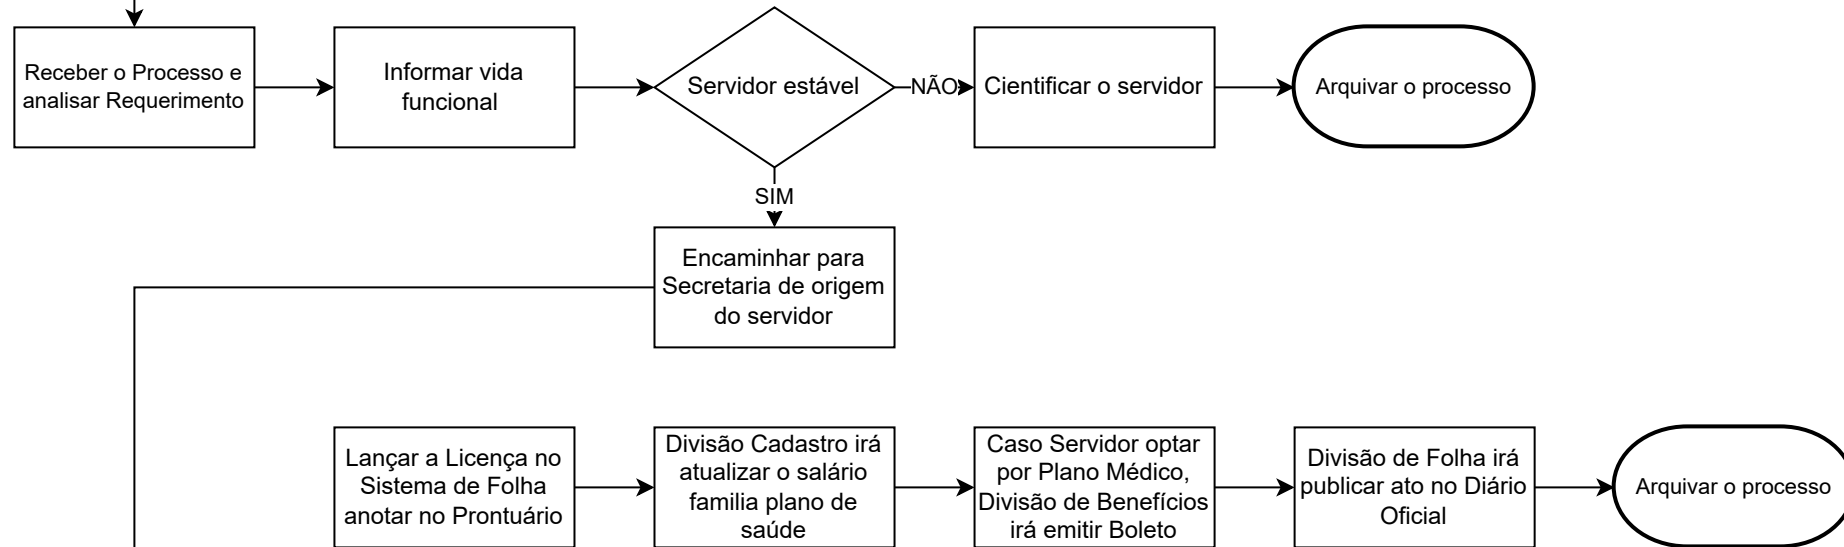 Receber o Processo e
analisar Requerimento
Informar vida
funcional
Servidor estável
NÃO
Cientificar o servidor
Arquivar o processo
SIM
Encaminhar para
Secretaria de origem
do servidor
Lançar a Licença no
Sistema de Folha
anotar no Prontuário
Divisão Cadastro irá
atualizar o salário
familia plano de
saúde
Caso Servidor optar
por Plano Médico,
Divisão de Benefícios
irá emitir Boleto
Divisão de Folha irá
publicar ato no Diário
Oficial
Arquivar o processo